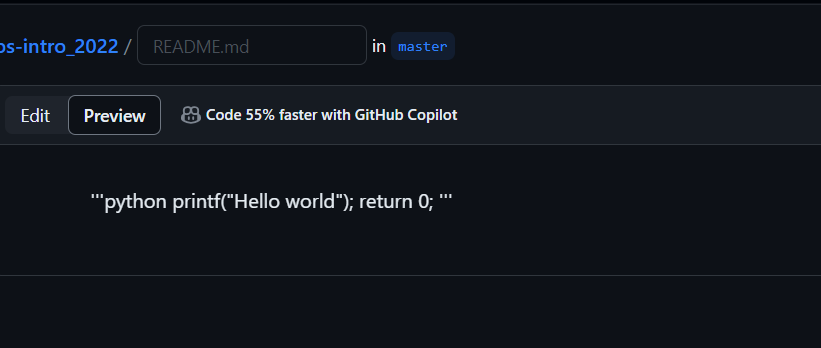 os-intro_2022 / README.md in master
Edit Preview Code 55% faster with GitHub Copilot
'''python printf("Hello world"); return 0; '''